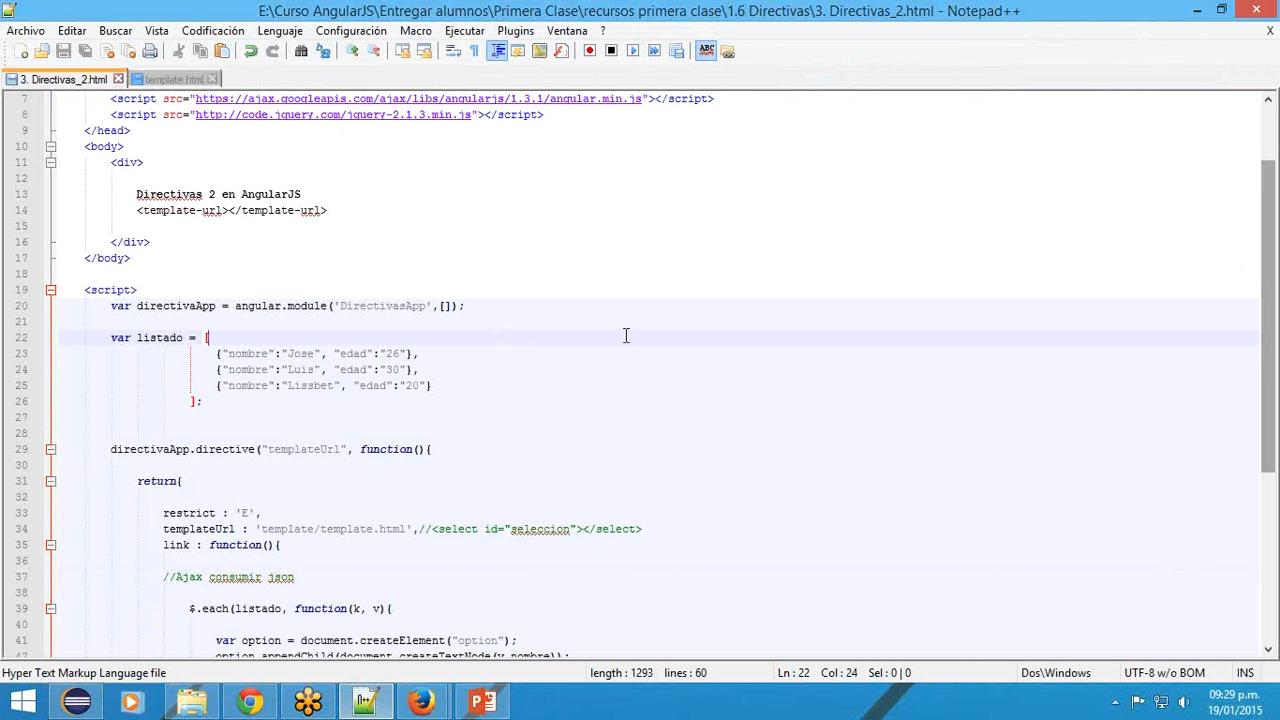 E:\Curso AngularJS\Entregar alumnos\Primera Clase\recursos primera clase\1.6 Directivas\3. Directivas_2.html - Notepad++
Archivo Editar Buscar Vista Codificación Lenguaje Configuración Macro Ejecutar Plugins Ventana ? X
ABC
3. Directivas_2.html template.html
7 <script src="https://ajax.googleapis.com/ajax/libs/angularjs/1.3.1/angular.min.js"></script>
8 <script src="http://code.jquery.com/jquery-2.1.3.min.js"></script>
9 </head>
10 <body>
11 <div>
12
13 Directivas 2 en AngularJS
14 <template-url></template-url>
15
16 </div>
17 </body>
18
19 <script>
20 var directivaApp = angular.module('DirectivasApp',[]);
21
22 var listado = [
23 {"nombre":"Jose", "edad":"26"},
24 {"nombre":"Luis", "edad":"30"},
25 {"nombre":"Lissbet", "edad":"20"}
26 ];
27
28
29 directivaApp.directive("templateUrl", function(){
30
31 return{
32
33 restrict : 'E',
34 templateUrl : 'template/template.html',//<select id="seleccion"></select>
35 link : function(){
36
37 //Ajax consumir json
38
39 $.each(listado, function(k, v){
40
41 var option = document.createElement("option");
42 option.appendChild(document.createTextNode(v.nombre));
Hyper Text Markup Language file length : 1293 lines : 60 Ln : 22 Col : 24 Sel : 0 | 0 Dos\Windows UTF-8 w/o BOM INS
09:29 p.m.
19/01/2015